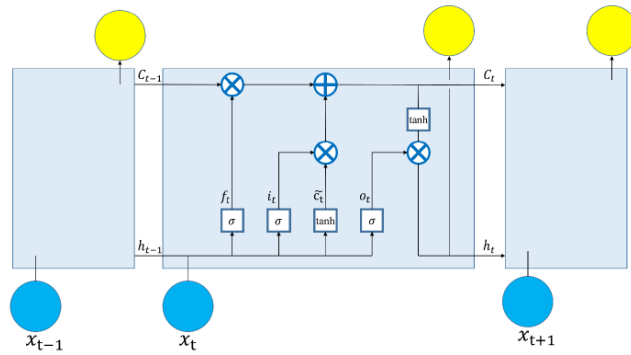 C_{t−1} C_t
tanh
f_t i_t c̃_t o_t
σ σ tanh σ
h_{t−1} h_t
x_{t−1} x_t x_{t+1}